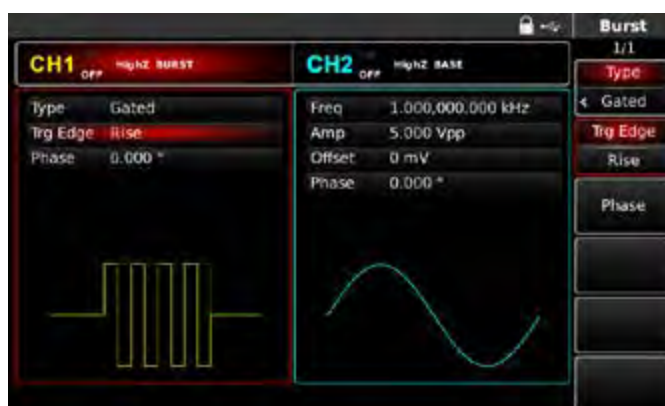 Burst
1/1
CH1 OFF HighZ BURST
CH2 OFF HighZ BASE
Type
Gated
Type Gated
Trg Edge Rise
Phase 0.000 °
Freq 1.000,000,000 kHz
Amp 5.000 Vpp
Offset 0 mV
Phase 0.000 °
Trg Edge
Rise
Phase